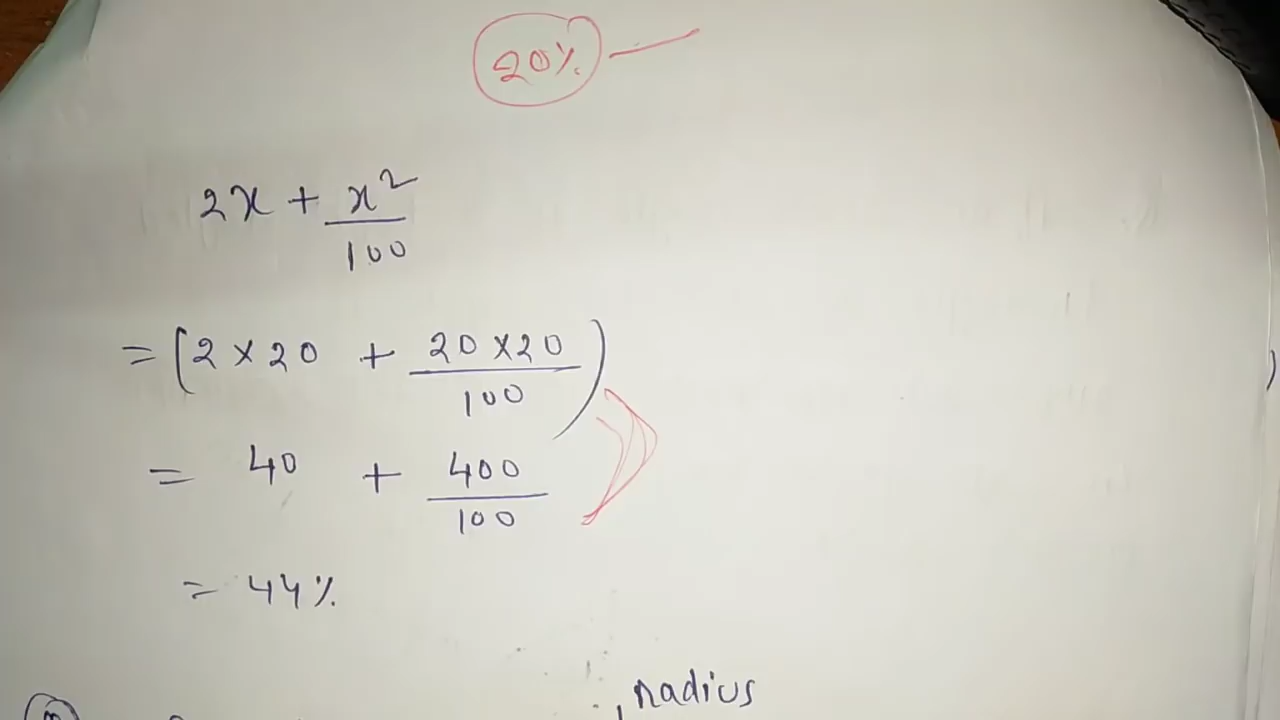 20%
2x + x²/100
= (2 × 20 + 20 × 20/100)
= 40 + 400/100
= 44%
radius